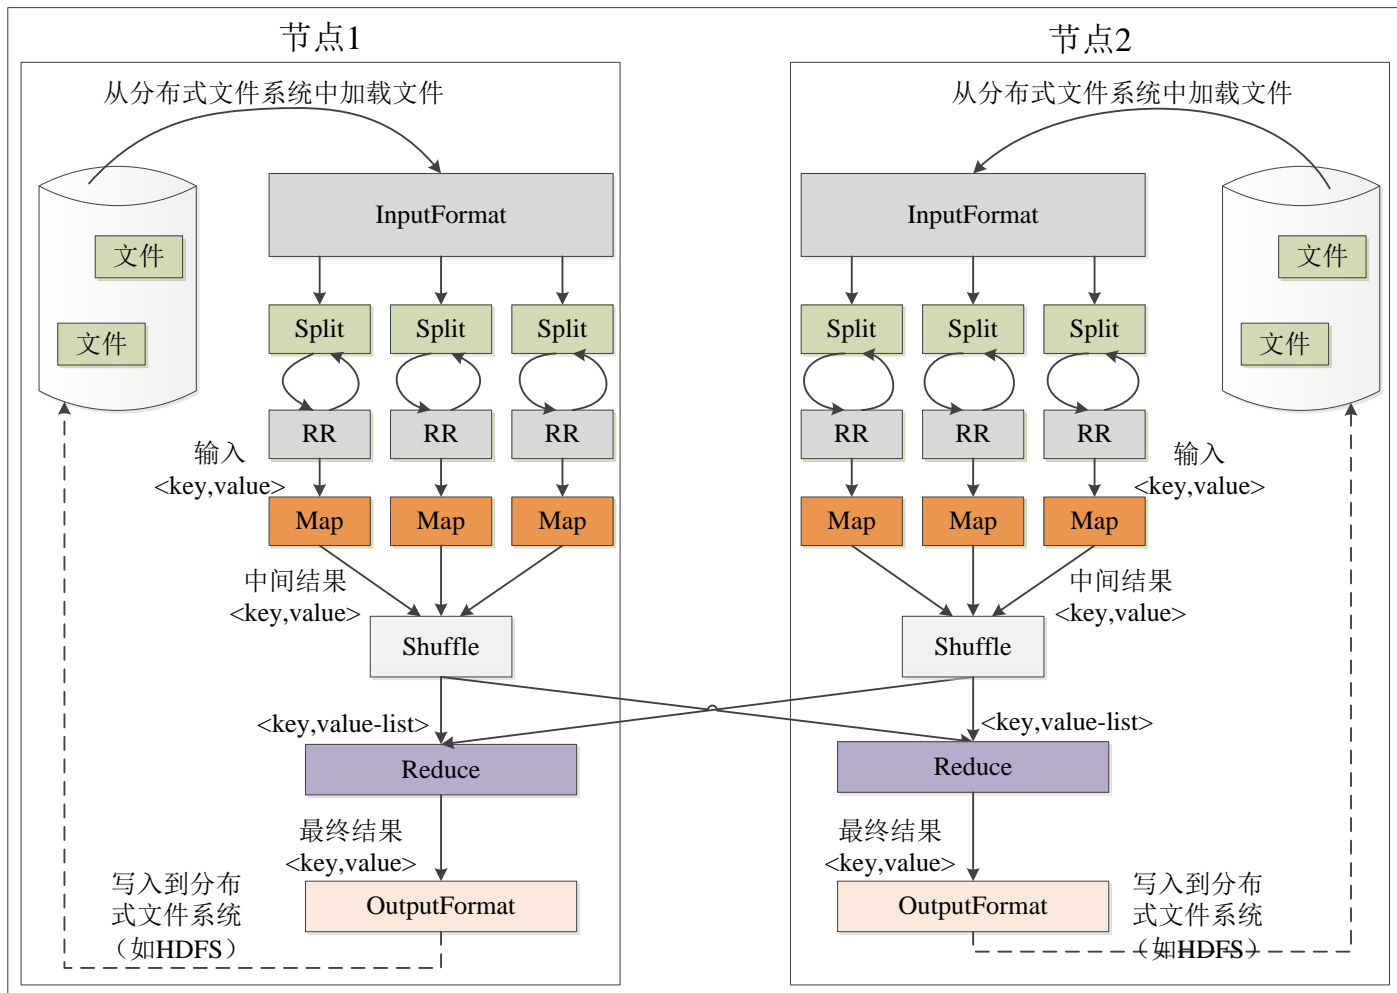 节点1
节点2
从分布式文件系统中加载文件
从分布式文件系统中加载文件
InputFormat
InputFormat
文件
文件
文件
文件
Split
Split
Split
Split
Split
Split
RR
RR
RR
RR
RR
RR
输入
<key,value>
输入
<key,value>
Map
Map
Map
Map
Map
Map
中间结果
<key,value>
中间结果
<key,value>
Shuffle
Shuffle
<key,value-list>
<key,value-list>
Reduce
Reduce
最终结果
<key,value>
最终结果
<key,value>
写入到分布
式文件系统
（如HDFS）
OutputFormat
OutputFormat
写入到分布
式文件系统
（如HDFS）